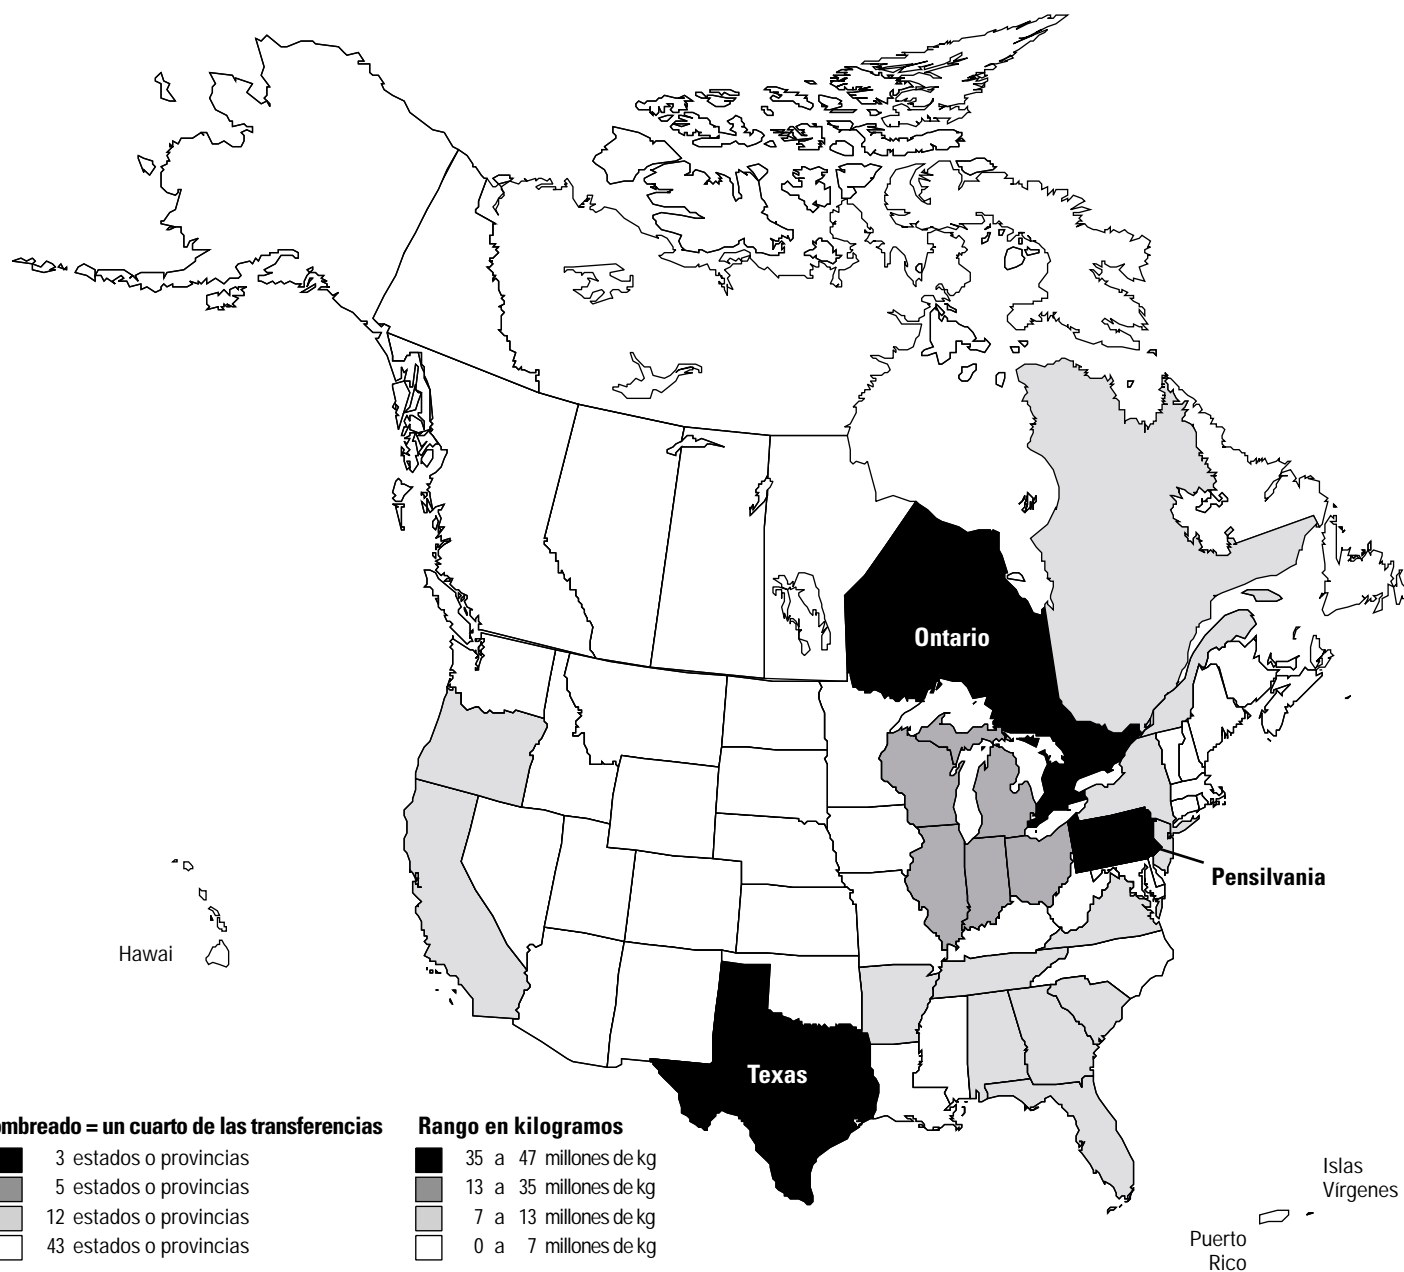 Ontario
Pensilvania
Hawai
Texas
ombreado = un cuarto de las transferencias
3 estados o provincias
5 estados o provincias
12 estados o provincias
43 estados o provincias
Rango en kilogramos
35 a 47 millones de kg
13 a 35 millones de kg
7 a 13 millones de kg
0 a 7 millones de kg
Islas
Vírgenes
Puerto
Rico